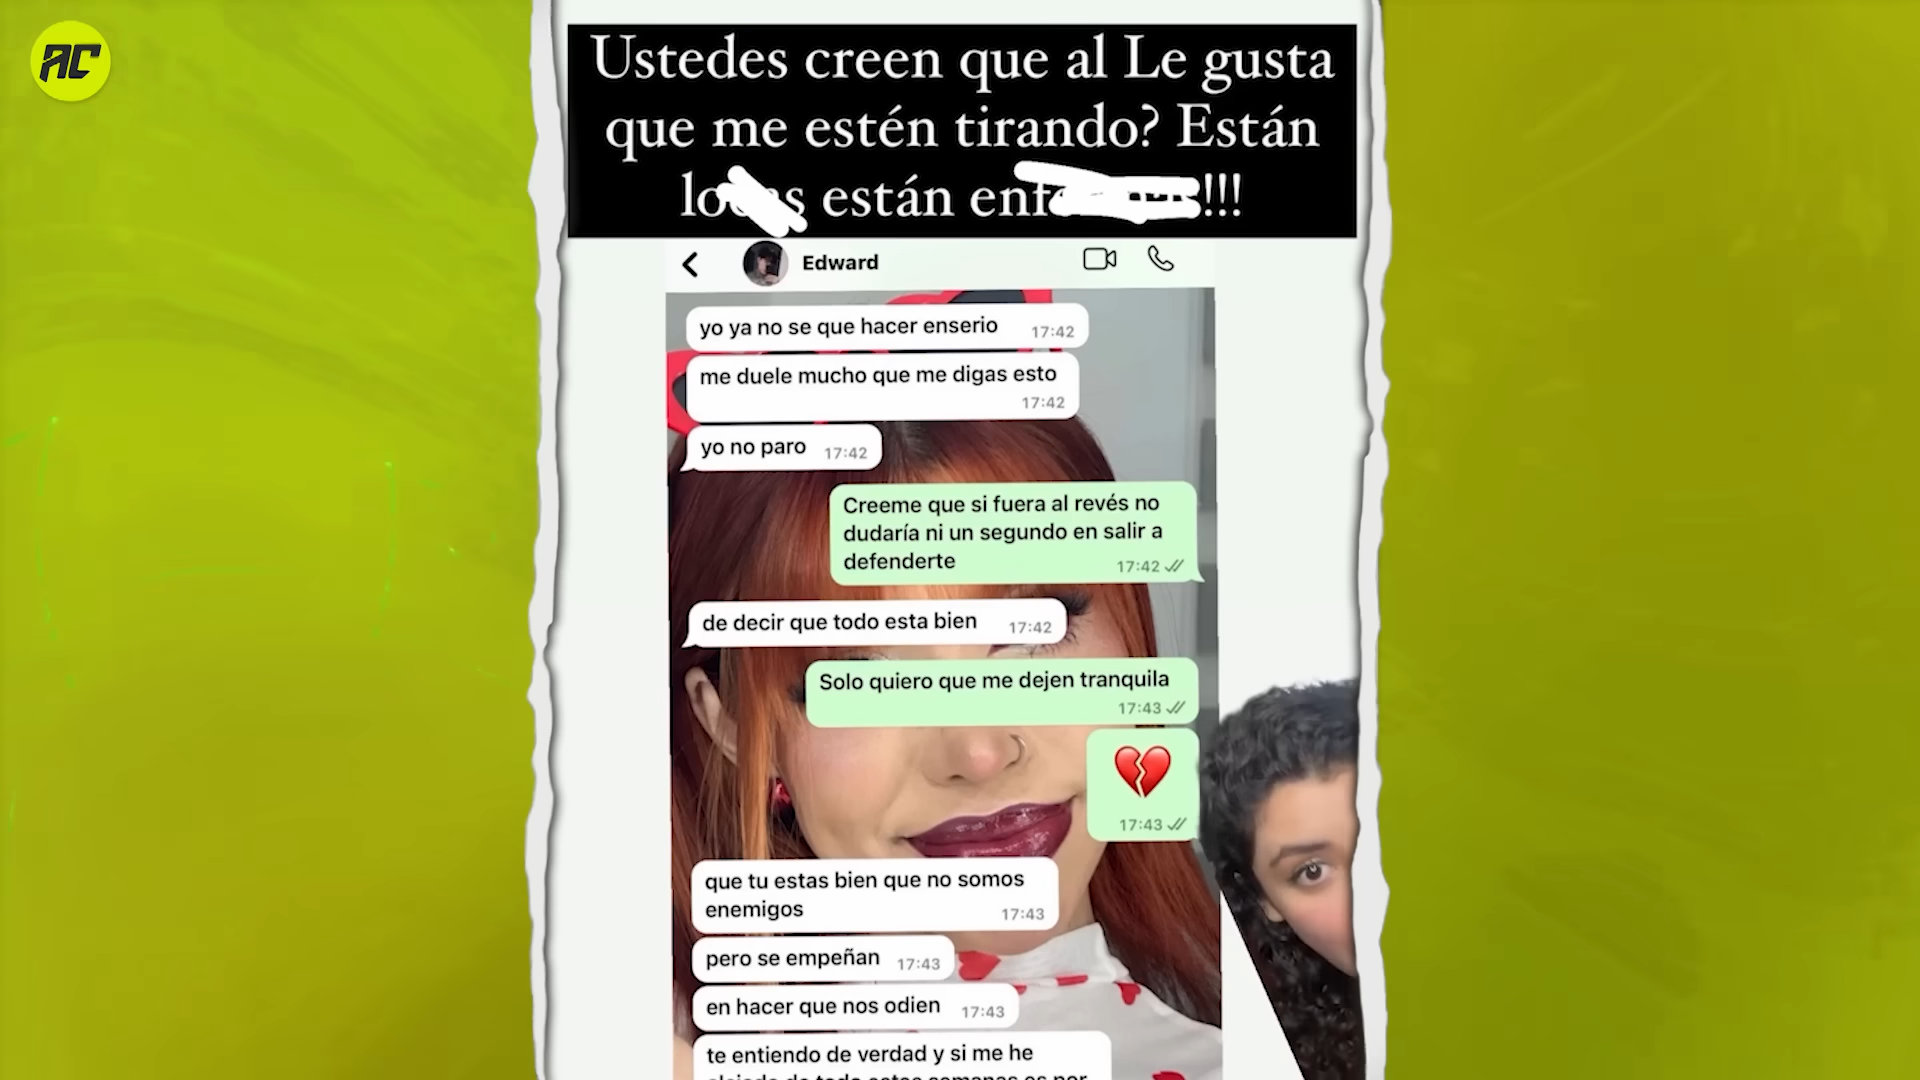 AC
Ustedes creen que al Le gusta
que me estén tirando? Están
están !!!
Edward
yo ya no se que hacer enserio 17:42
me duele mucho que me digas esto
17:42
yo no paro 17:42
Creeme que si fuera al revés no
dudaría ni un segundo en salir a
defenderte 17:42
de decir que todo esta bien 17:42
Solo quiero que me dejen tranquila
17:43
💔
17:43
que tu estas bien que no somos
enemigos 17:43
pero se empeñan 17:43
en hacer que nos odien 17:43
te entiendo de verdad y si me he